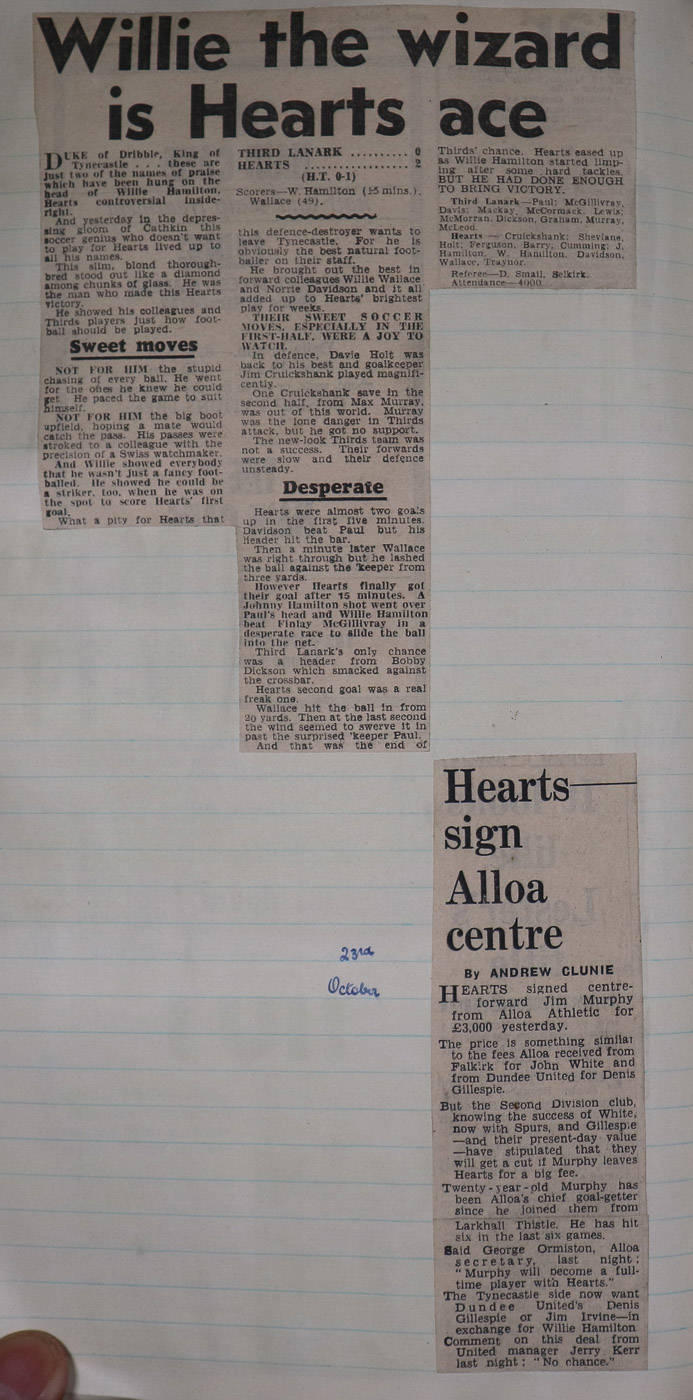 Willie the wizard
is Hearts ace
DUKE of Dribble, King of
Tynecastle . . . these are
just two of the names of praise
which have been hung on the
head of Willie Hamilton,
Hearts controversial inside-
right.
And yesterday in the depres-
sing gloom of Cathkin this
soccer genius who doesn't want
to play for Hearts lived up to
all his names.
This slim, blond thorough-
bred stood out like a diamond
among chunks of glass. He was
the man who made this Hearts
victory.
He showed his colleagues and
Thirds players just how foot-
ball should be played.
Sweet moves
NOT FOR HIM the stupid
chasing of every ball. He went
for the ones he knew he could
get. He paced the game to suit
himself.
NOT FOR HIM the big boot
upfield, hoping a mate would
catch the pass. His passes were
stroked to a colleague with the
precision of a Swiss watchmaker.
And Willie showed everybody
that he wasn't just a fancy foot-
balled. He showed he could be
a striker, too, when he was on
the spot to score Hearts' first
goal.
What a pity for Hearts that
THIRD LANARK .......... 0
HEARTS ................. 2
(H.T. 0-1)
Scorers—W. Hamilton (15 mins.),
Wallace (49).
this defence-destroyer wants to
leave Tynecastle. For he is
obviously the best natural foot-
baller on their staff.
He brought out the best in
forward colleagues Willie Wallace
and Norrie Davidson and it all
added up to Hearts' brightest
play for weeks.
THEIR SWEET SOCCER
MOVES, ESPECIALLY IN THE
FIRST-HALF, WERE A JOY TO
WATCH.
In defence, Davie Holt was
back to his best and goalkeeper
Jim Cruickshank played magnifi-
cently.
One Cruickshank save in the
second half, from Max Murray,
was out of this world. Murray
was the lone danger in Thirds
attack, but he got no support.
The new-look Thirds team was
not a success. Their forwards
were slow and their defence
unsteady.
Desperate
Hearts were almost two goals
up in the first five minutes.
Davidson beat Paul but his
header hit the bar.
Then a minute later Wallace
was right through but he lashed
the ball against the 'keeper from
three yards.
However Hearts finally got
their goal after 15 minutes. A
Johnny Hamilton shot went over
Paul's head and Willie Hamilton
beat Finlay McGillivray in a
desperate race to slide the ball
into the net.
Third Lanark's only chance
was a header from Bobby
Dickson which smacked against
the crossbar.
Hearts second goal was a real
freak one.
Wallace hit the ball in from
20 yards. Then at the last second
the wind seemed to swerve it in
past the surprised 'keeper Paul.
And that was the end of
Thirds' chance. Hearts eased up
as Willie Hamilton started limp-
ing after some hard tackles.
BUT HE HAD DONE ENOUGH
TO BRING VICTORY.
Third Lanark—Paul; McGillivray,
Davis; Mackay, McCormack, Lewis;
McMorran, Dickson, Graham, Murray,
McLeod.
Hearts — Cruickshank; Shevlane,
Holt; Ferguson, Barry, Cumming; J.
Hamilton, W. Hamilton, Davidson,
Wallace, Traynor.
Referee—D. Small, Selkirk.
Attendance—4000.
Hearts
sign
Alloa
centre
By ANDREW CLUNIE
HEARTS signed centre-
forward Jim Murphy
from Alloa Athletic for
£3,000 yesterday.
The price is something similar
to the fees Alloa received from
Falkirk for John White and
from Dundee United for Denis
Gillespie.
But the Second Division club,
knowing the success of White,
now with Spurs, and Gillespie
—and their present-day value
—have stipulated that they
will get a cut if Murphy leaves
Hearts for a big fee.
Twenty-year-old Murphy has
been Alloa's chief goal-getter
since he joined them from
Larkhall Thistle. He has hit
six in the last six games.
Said George Ormiston, Alloa
secretary, last night:
"Murphy will become a full-
time player with Hearts."
The Tynecastle side now want
Dundee United's Denis
Gillespie or Jim Irvine—in
exchange for Willie Hamilton
Comment on this deal from
United manager Jerry Kerr
last night: "No chance."
23rd
October